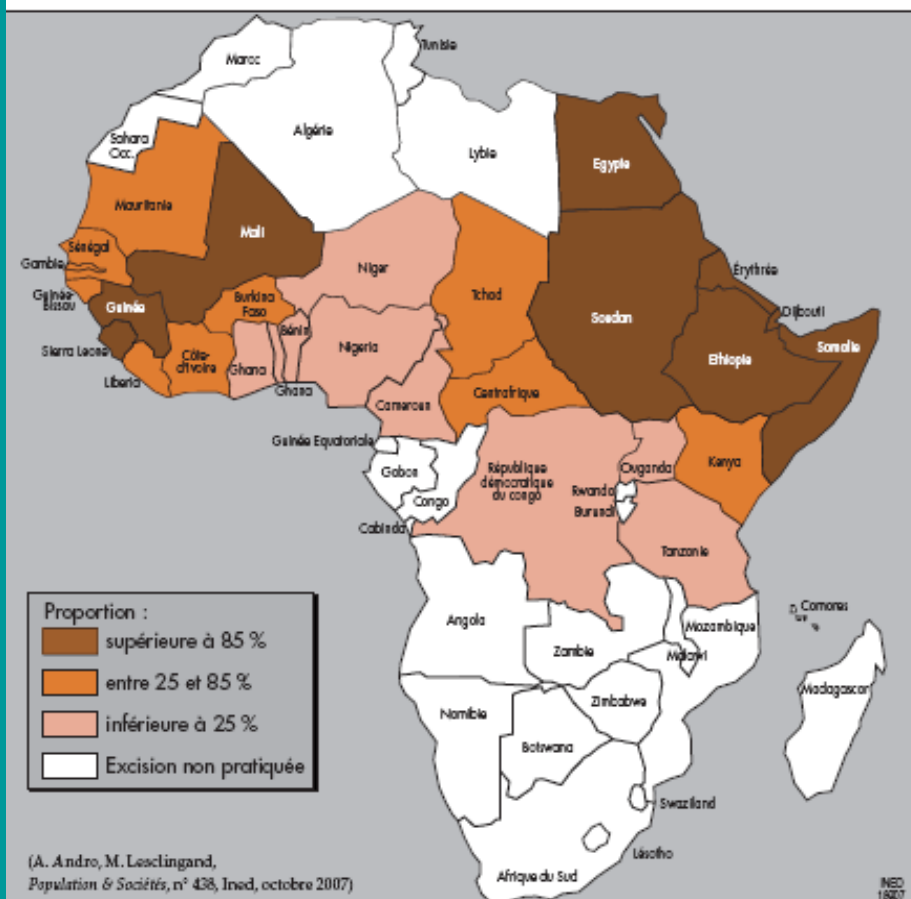 Tunisie
Maroc
Algérie
Sahara
Occ.
Lybie
Egypte
Mauritanie
Mali
Niger
Sénégal
Gambie
Guinée-
Bissau
Guinée
Burkina
Faso
Tchad
Soudan
Érythrée
Djibouti
Somalie
Sierra Leone
Liberia
Côte-
d'Ivoire
Ghana
Bénin
Ghana
Nigeria
Ethiopie
Cameroun
Centrafrique
Guinée Equatoriale
Gabon
Congo
République
démocratique
du congo
Ouganda
Kenya
Rwanda
Burundi
Cabinda
Tanzanie
Angola
Zambie
Malawi
Mozambique
Comores
Madagascar
Namibie
Zimbabwe
Botswana
Swaziland
Lésotho
Afrique du Sud
Proportion :
supérieure à 85 %
entre 25 et 85 %
inférieure à 25 %
Excision non pratiquée
(A. Andro, M. Lesclingand,
Population & Sociétés, n° 438, Ined, octobre 2007)
INED